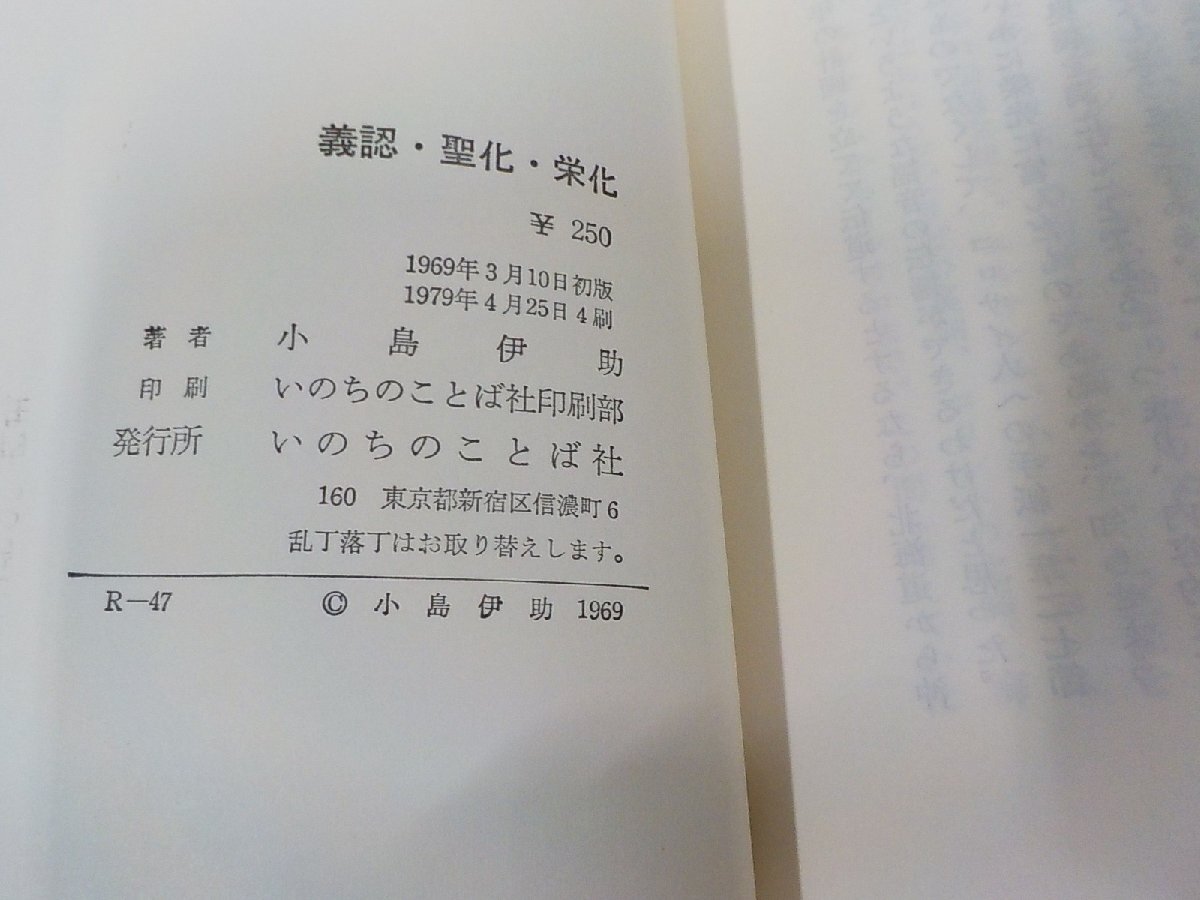 義認・聖化・栄化
¥ 250
1969年3月10日初版
1979年4月25日4刷
著者 小島伊助
印刷 いのちのことば社印刷部
発行所 いのちのことば社
160 東京都新宿区信濃町6
乱丁落丁はお取り替えします。
R-47 © 小島伊助 1969